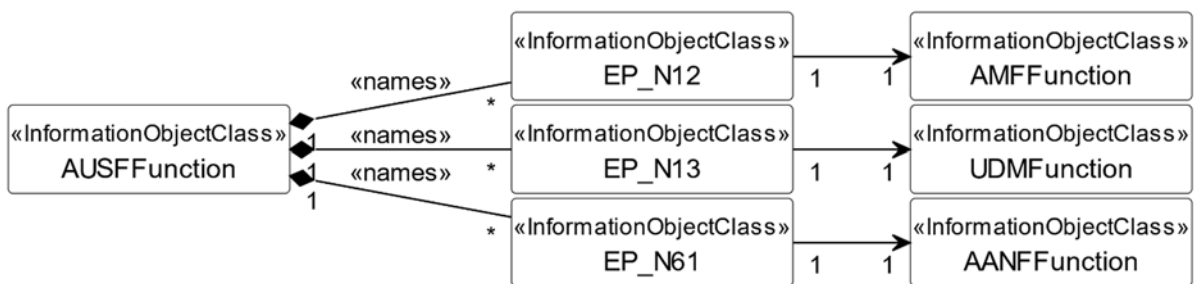 «InformationObjectClass»
EP_N12
«InformationObjectClass»
AMFFunction
«names»
*
1
1
«InformationObjectClass»
AUSFFunction
1
«names»
*
«InformationObjectClass»
EP_N13
1
1
«InformationObjectClass»
UDMFunction
1
«names»
*
1
«InformationObjectClass»
EP_N61
1
1
«InformationObjectClass»
AANFFunction